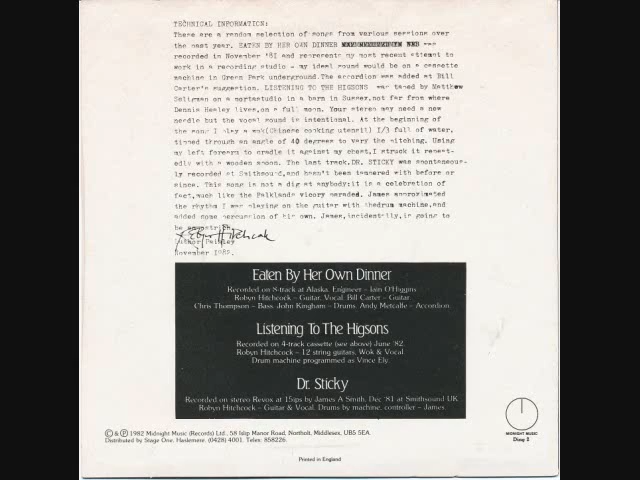 TECHNICAL INFORMATION:
These are a random selection of songs from various sessions over
the past year. EATEN BY HER OWN DINNER was
recorded in November '81 and represents my most recent attempt to
work in a recording studio - my ideal sound would be on a cassette
machine in Green Park underground.The accordion was added at Bill
Carter's suggestion. LISTENING TO THE HIGSONS was taped by Matthew
Seligman on a portastudio in a barn in Sussex,not far from where
Dennis Healey lives,on a full moon. Your stereo may need a new
needle but the vocal sound is intentional. At the beginning of
the song I play a wok(Chinese cooking utensil) 1/3 full of water,
tipped through an angle of 40 degrees to vary the pitching. Using
my left forearm to cradle it against my chest,I struck it repeat-
edly with a wooden spoon. The last track,DR. STICKY was spontaneous-
ly recorded at Smithsound,and hasn't been tampered with before or
since. This song is not a dig at anybody:it is a celebration of
fact,much like the Falklands vicory parades. James approximated
the rhythm I was playing on the guitar with thedrum machine,and
added some percussion of his own. James,incidentally,is going to
be
Robyn Hitchcock
November 1982.
Eaten By Her Own Dinner
Recorded on 8-track at Alaska. Engineer – Iain O'Higgins
Robyn Hitchcock – Guitar, Vocal. Bill Carter – Guitar
Chris Thompson – Bass. John Kingham – Drums. Andy Metcalfe – Accordion.
Listening To The Higsons
Recorded on 4-track cassette (see above) June '82.
Robyn Hitchcock – 12 string guitars, Wok & Vocal
Drum machine programmed as Vince Ely.
Dr. Sticky
Recorded on stereo Revox at 15ips by James A Smith, Dec '81 at Smithsound UK
Robyn Hitchcock – Guitar & Vocal. Drums by machine, controller – James
© & ℗ 1982 Midnight Music (Records) Ltd., 58 Islip Manor Road, Northolt, Middlesex, UB5 5EA.
Distributed by Stage One. Haslemere. (0428) 4001. Telex: 858226.
MIDNIGHT MUSIC
Ding 2
Printed in England